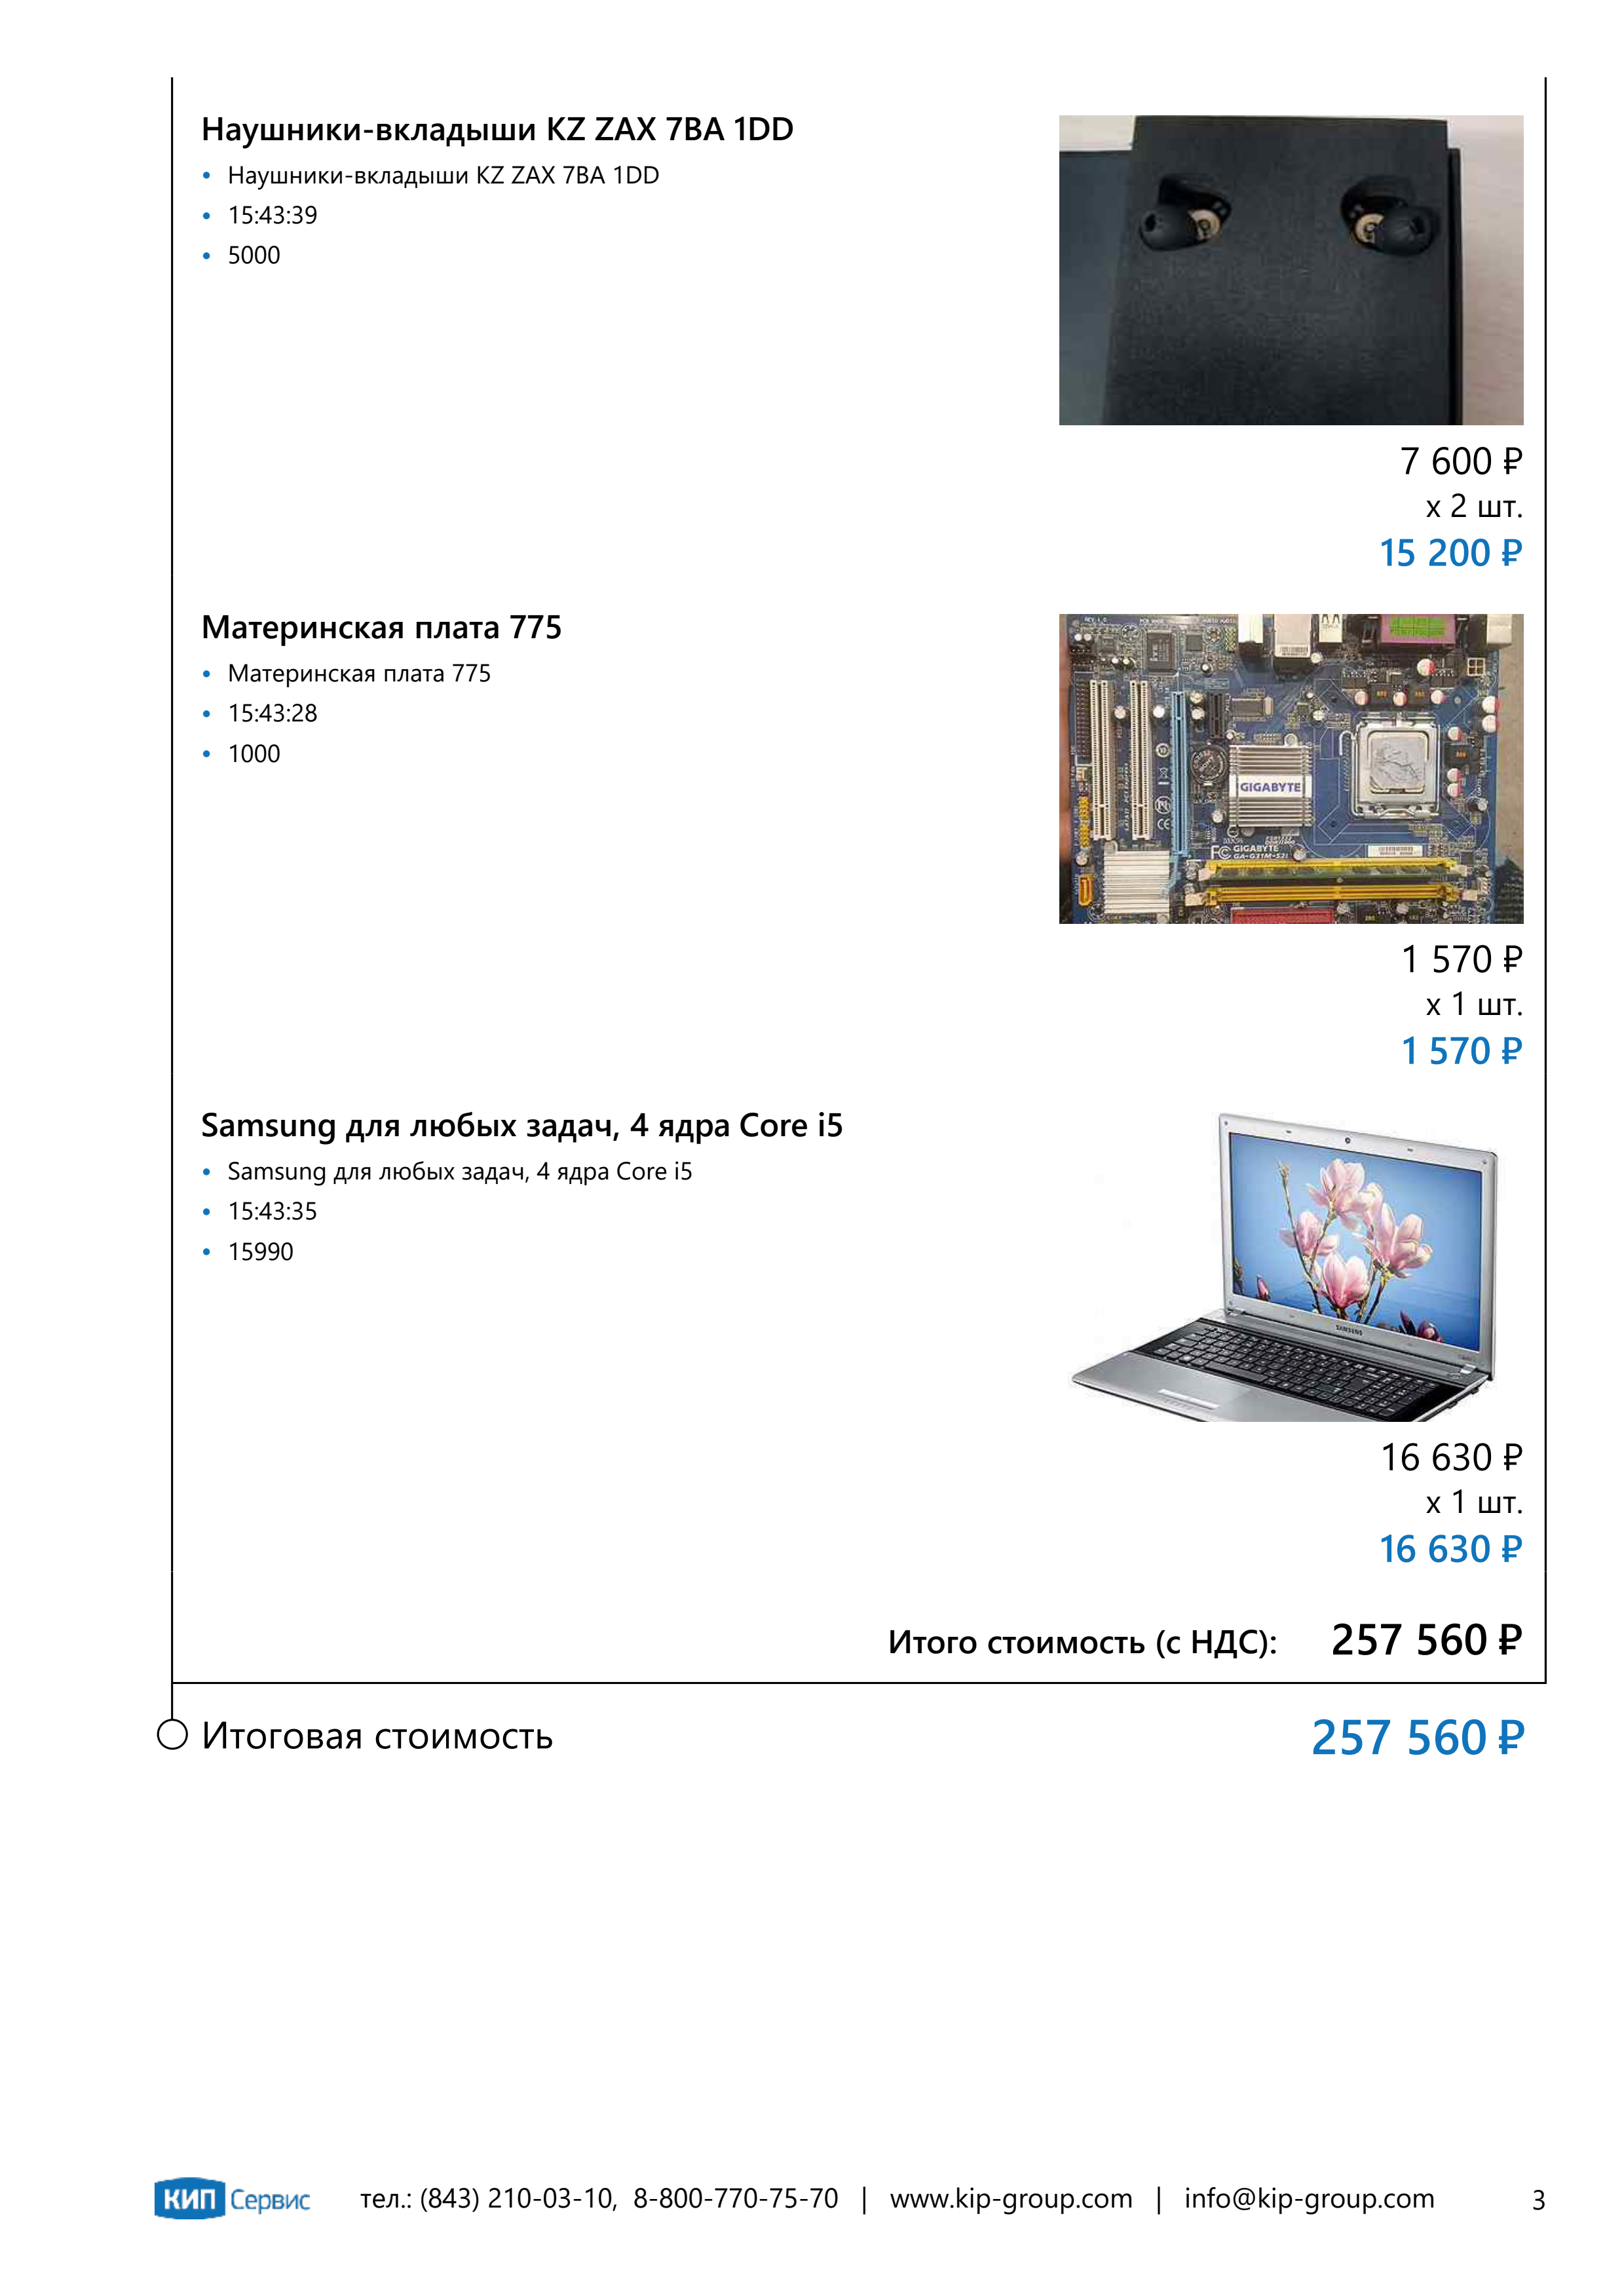 Наушники-вкладыши KZ ZAX 7BA 1DD
• Наушники-вкладыши KZ ZAX 7BA 1DD
• 15:43:39
• 5000
7 600 ₽
x 2 шт.
15 200 ₽
Материнская плата 775
• Материнская плата 775
• 15:43:28
• 1000
GIGABYTE
FC GIGABYTE
GA-G31M-S2L
1 570 ₽
x 1 шт.
1 570 ₽
Samsung для любых задач, 4 ядра Core i5
• Samsung для любых задач, 4 ядра Core i5
• 15:43:35
• 15990
SAMSUNG
16 630 ₽
x 1 шт.
16 630 ₽
Итого стоимость (с НДС): 257 560 ₽
Итоговая стоимость 257 560 ₽
КИП Сервис тел.: (843) 210-03-10, 8-800-770-75-70 | www.kip-group.com | info@kip-group.com 3